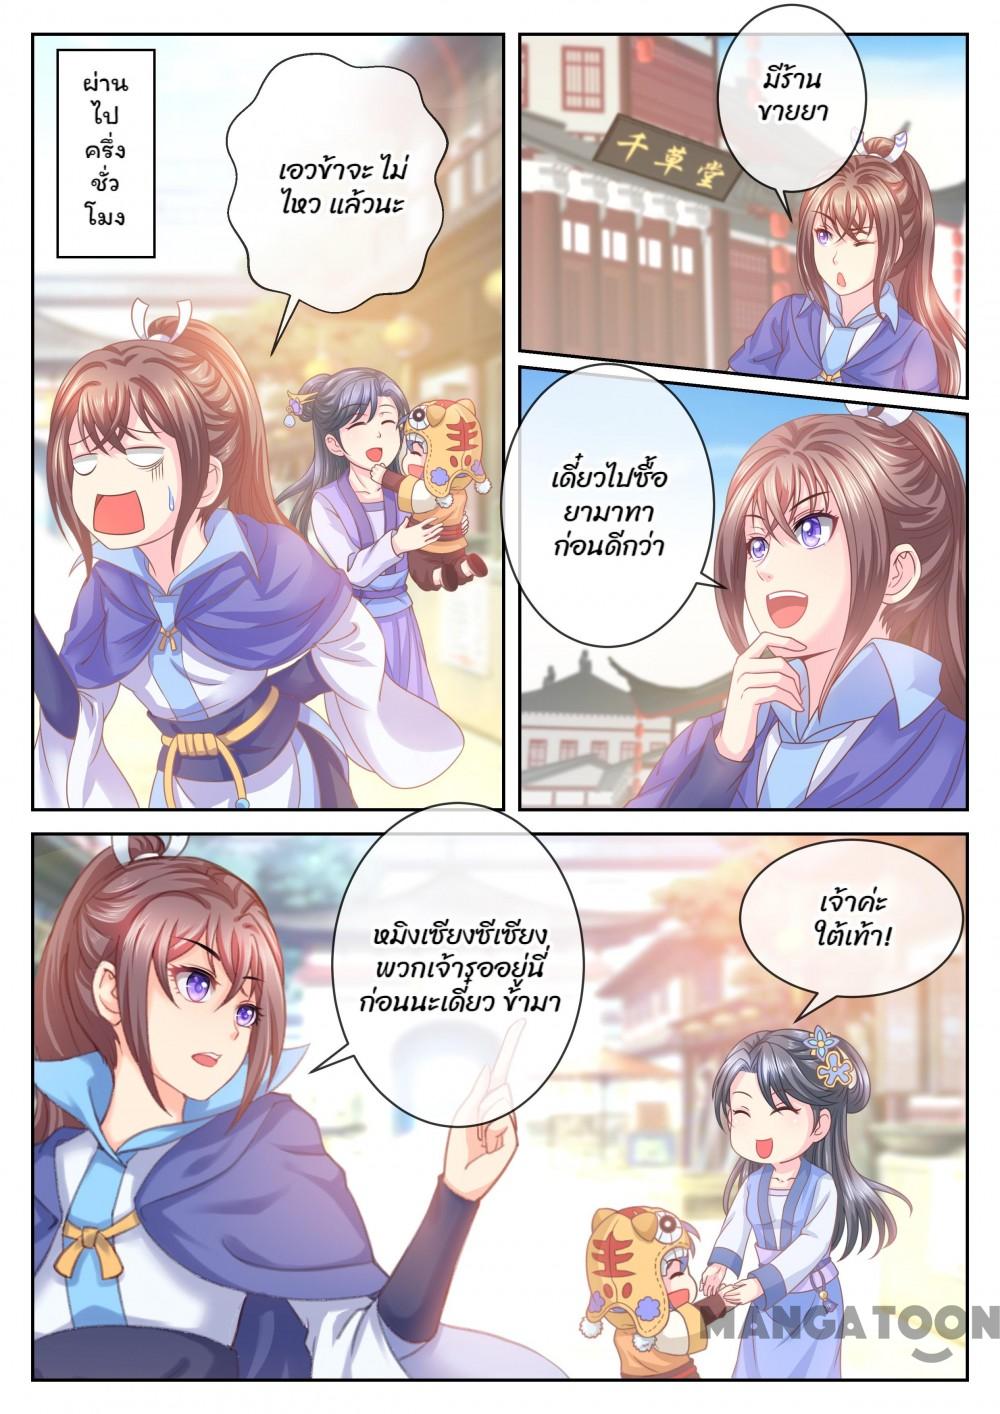 ผ่าน
ไป
ครึ่ง
ชั่ว
โมง
เอวข้าจะ ไม่
ไหว แล้วนะ
มีร้าน
ขายยา
千草堂
เดี๋ยวไปซื้อ
ยามาทา
ก่อนดีกว่า
หมิงเซียงซีเซียง
พวกเจ้ารออยู่นี่
ก่อนนะเดี๋ยว ข้ามา
เจ้าค่ะ
ใต้เท้า!
MANGATOON